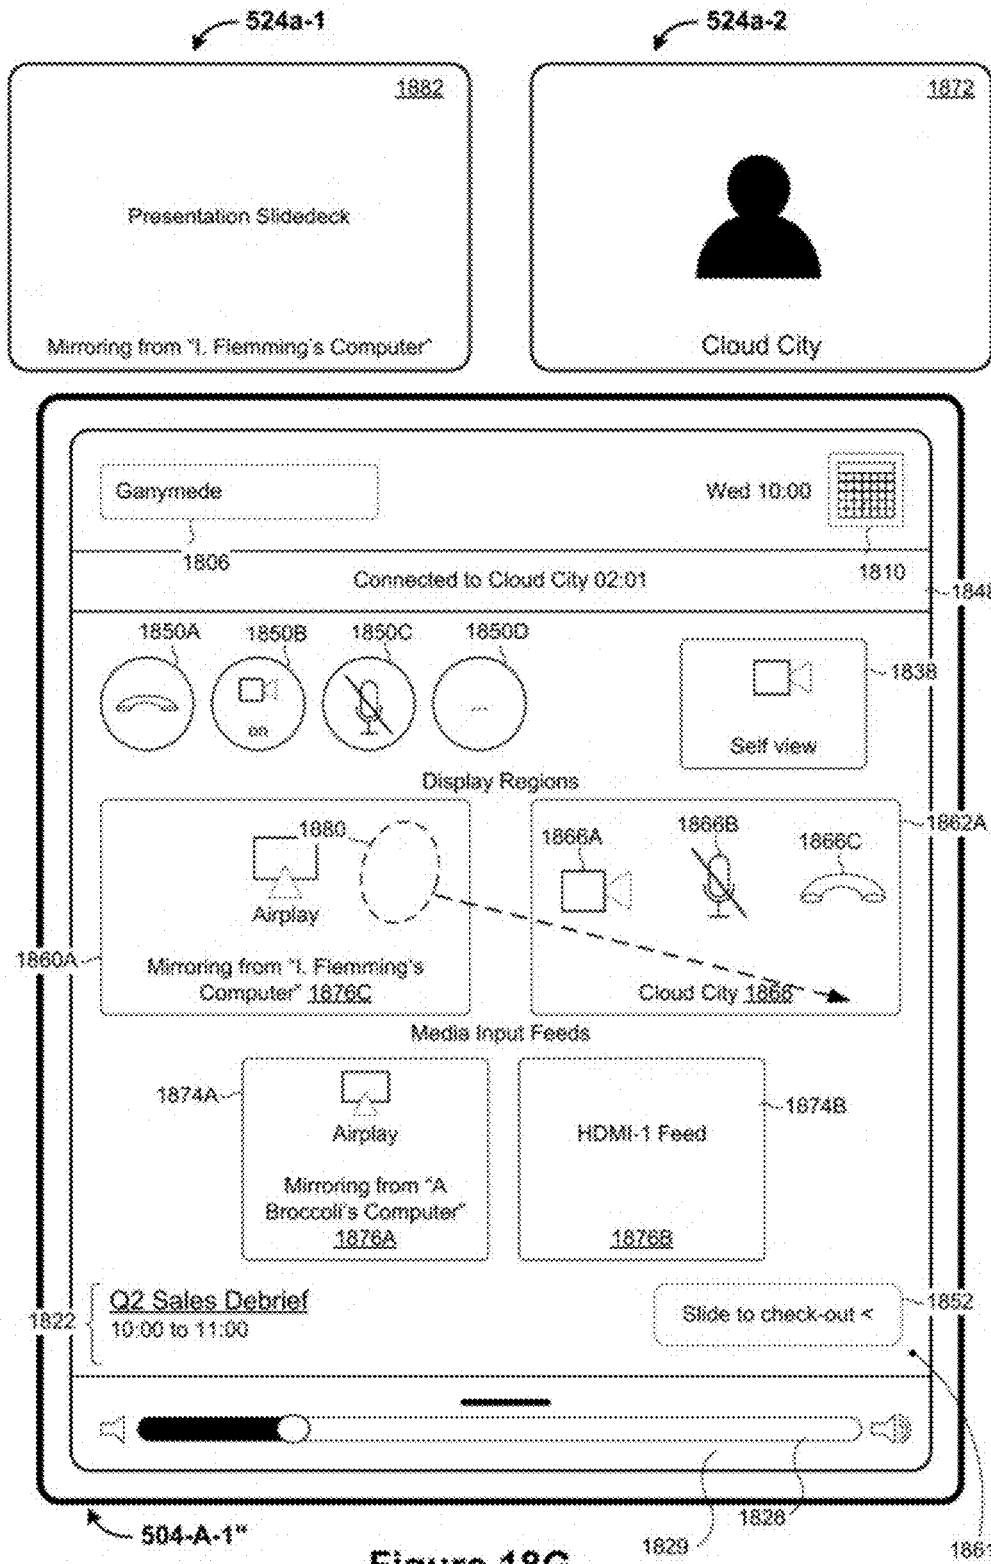 524a-1
524a-2
1882
1872
Presentation Slidedeck
Mirroring from "I. Flemming's Computer"
Cloud City
Ganymede
Wed 10:00
1806
1810
Connected to Cloud City 02:01
1850A
1850B
1850C
1850D
on
...
1838
Self view
Display Regions
1880
1862A
1866A
1866B
1866C
Airplay
1860A
Mirroring from "I. Flemming's
Computer" 1876C
Cloud City 1866
Media Input Feeds
1874A
1874B
Airplay
HDMI-1 Feed
Mirroring from "A
Broccoli's Computer"
1876A
1876B
1822
Q2 Sales Debrief
10:00 to 11:00
Slide to check-out <
1852
504-A-1"
1829
1828